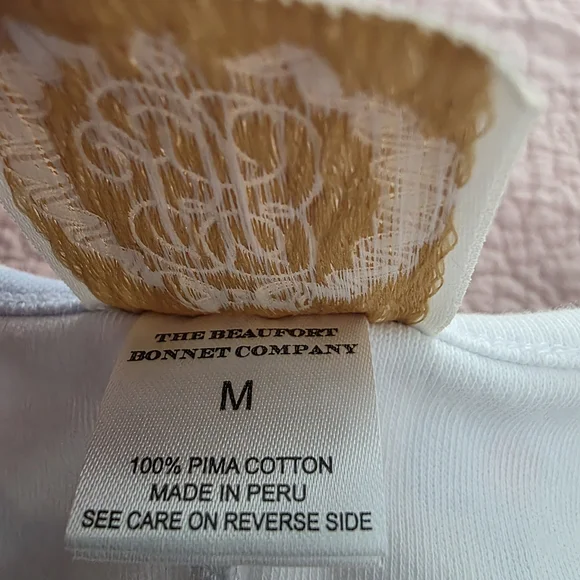 THE BEAUFORT
BONNET COMPANY
M
100% PIMA COTTON
MADE IN PERU
SEE CARE ON REVERSE SIDE